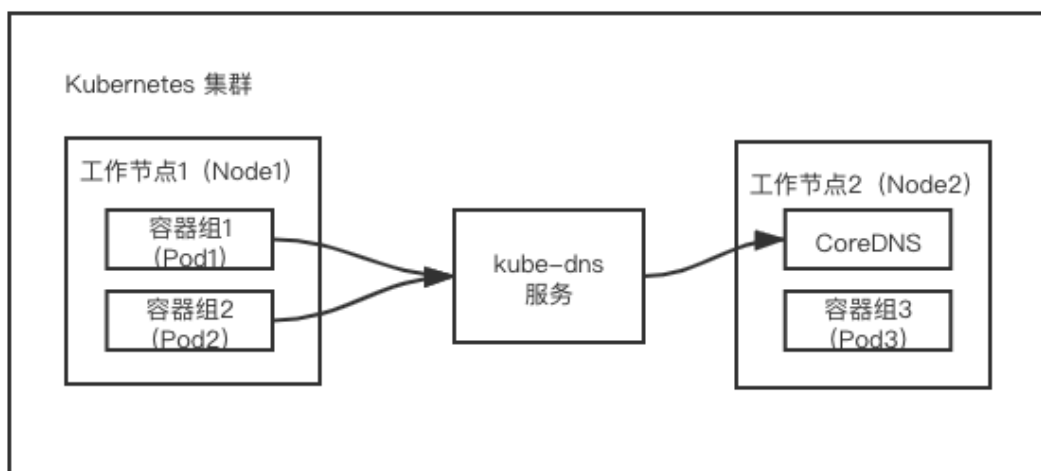 Kubernetes 集群
工作节点1（Node1）
容器组1
（Pod1）
容器组2
（Pod2）
kube-dns
服务
工作节点2（Node2）
CoreDNS
容器组3
（Pod3）